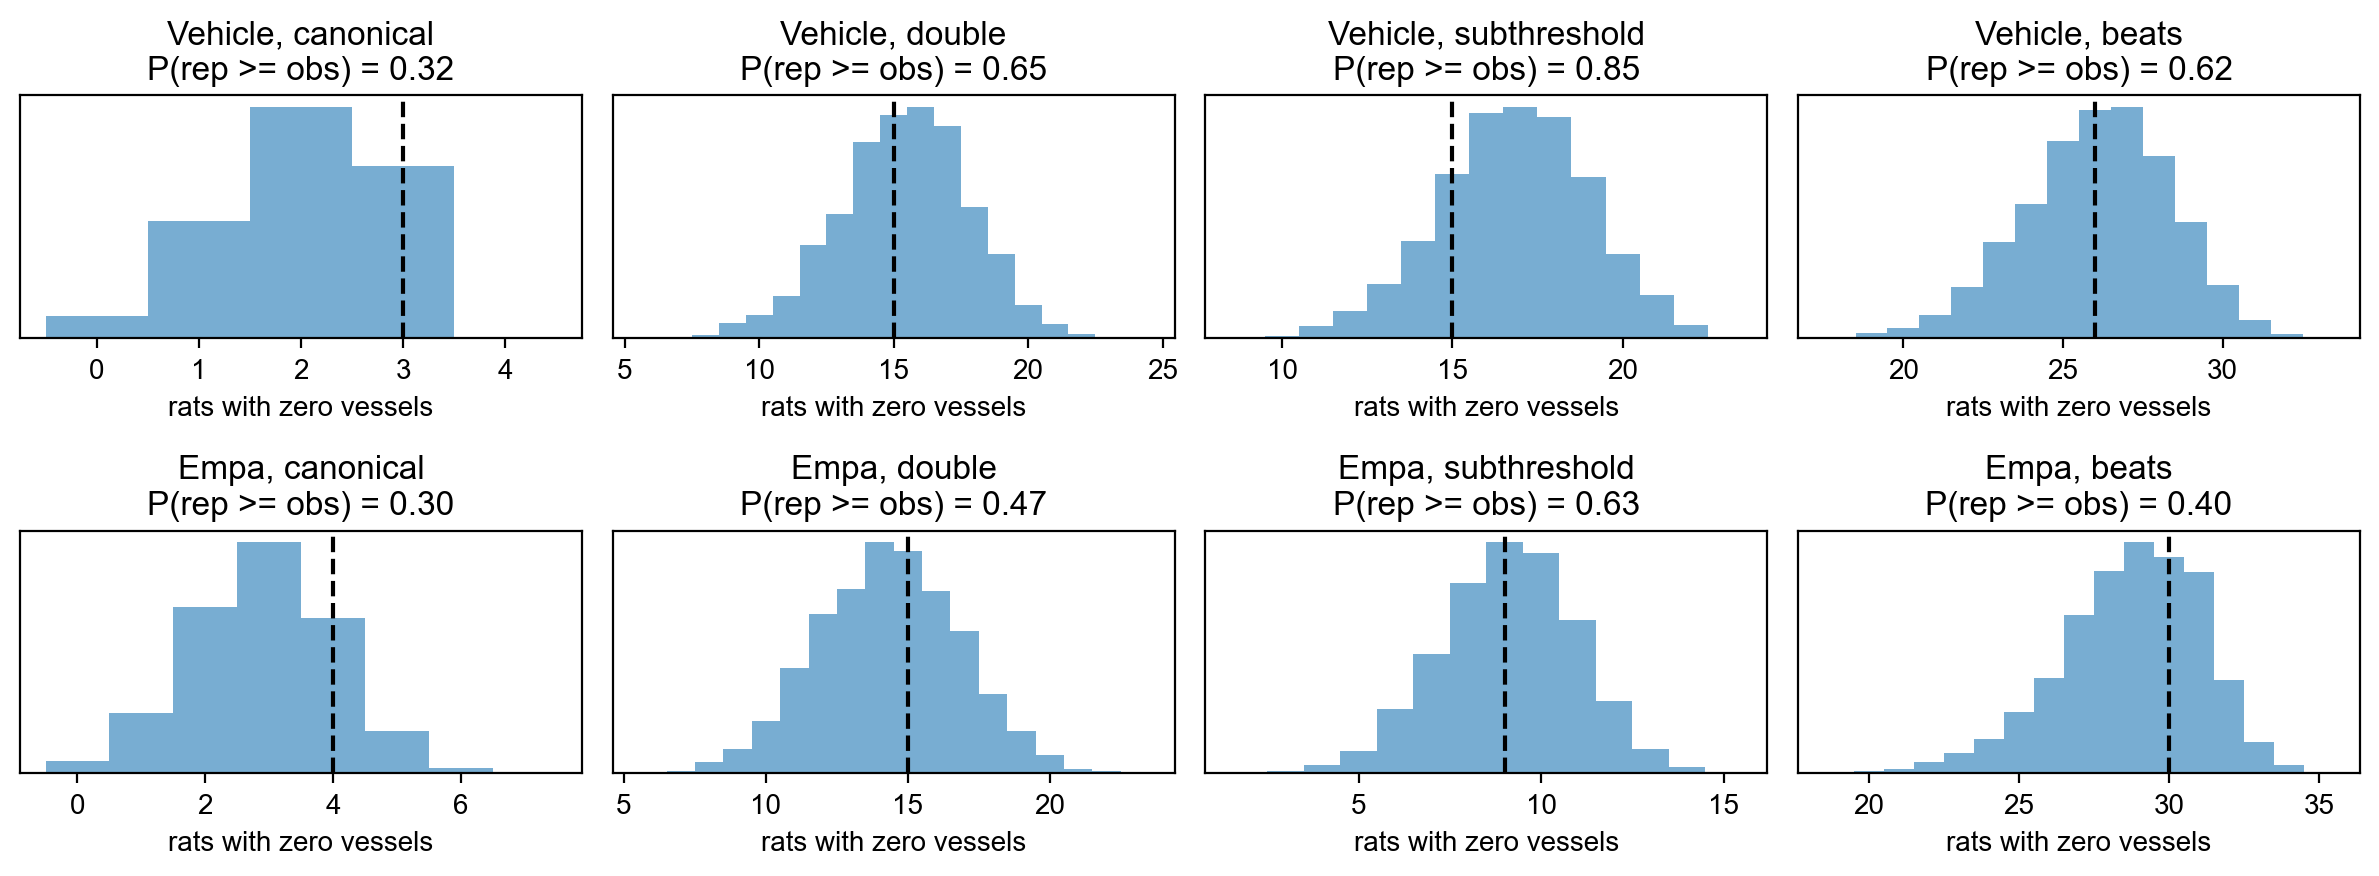 Vehicle, canonical
P(rep >= obs) = 0.32
0 1 2 3 4
rats with zero vessels
Vehicle, double
P(rep >= obs) = 0.65
5 10 15 20 25
rats with zero vessels
Vehicle, subthreshold
P(rep >= obs) = 0.85
10 15 20
rats with zero vessels
Vehicle, beats
P(rep >= obs) = 0.62
20 25 30
rats with zero vessels
Empa, canonical
P(rep >= obs) = 0.30
0 2 4 6
rats with zero vessels
Empa, double
P(rep >= obs) = 0.47
5 10 15 20
rats with zero vessels
Empa, subthreshold
P(rep >= obs) = 0.63
5 10 15
rats with zero vessels
Empa, beats
P(rep >= obs) = 0.40
20 25 30 35
rats with zero vessels